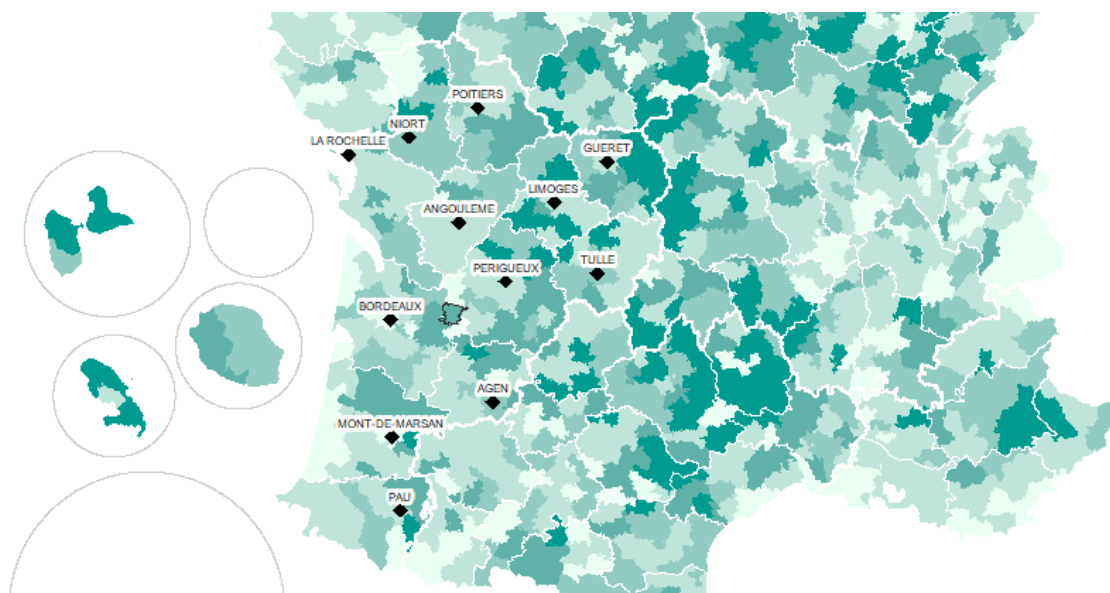 POITIERS
NIORT
LA ROCHELLE
GUERET
LIMOGES
ANGOULEME
PERIGUEUX
TULLE
BORDEAUX
AGEN
MONT-DE-MARSAN
PAU